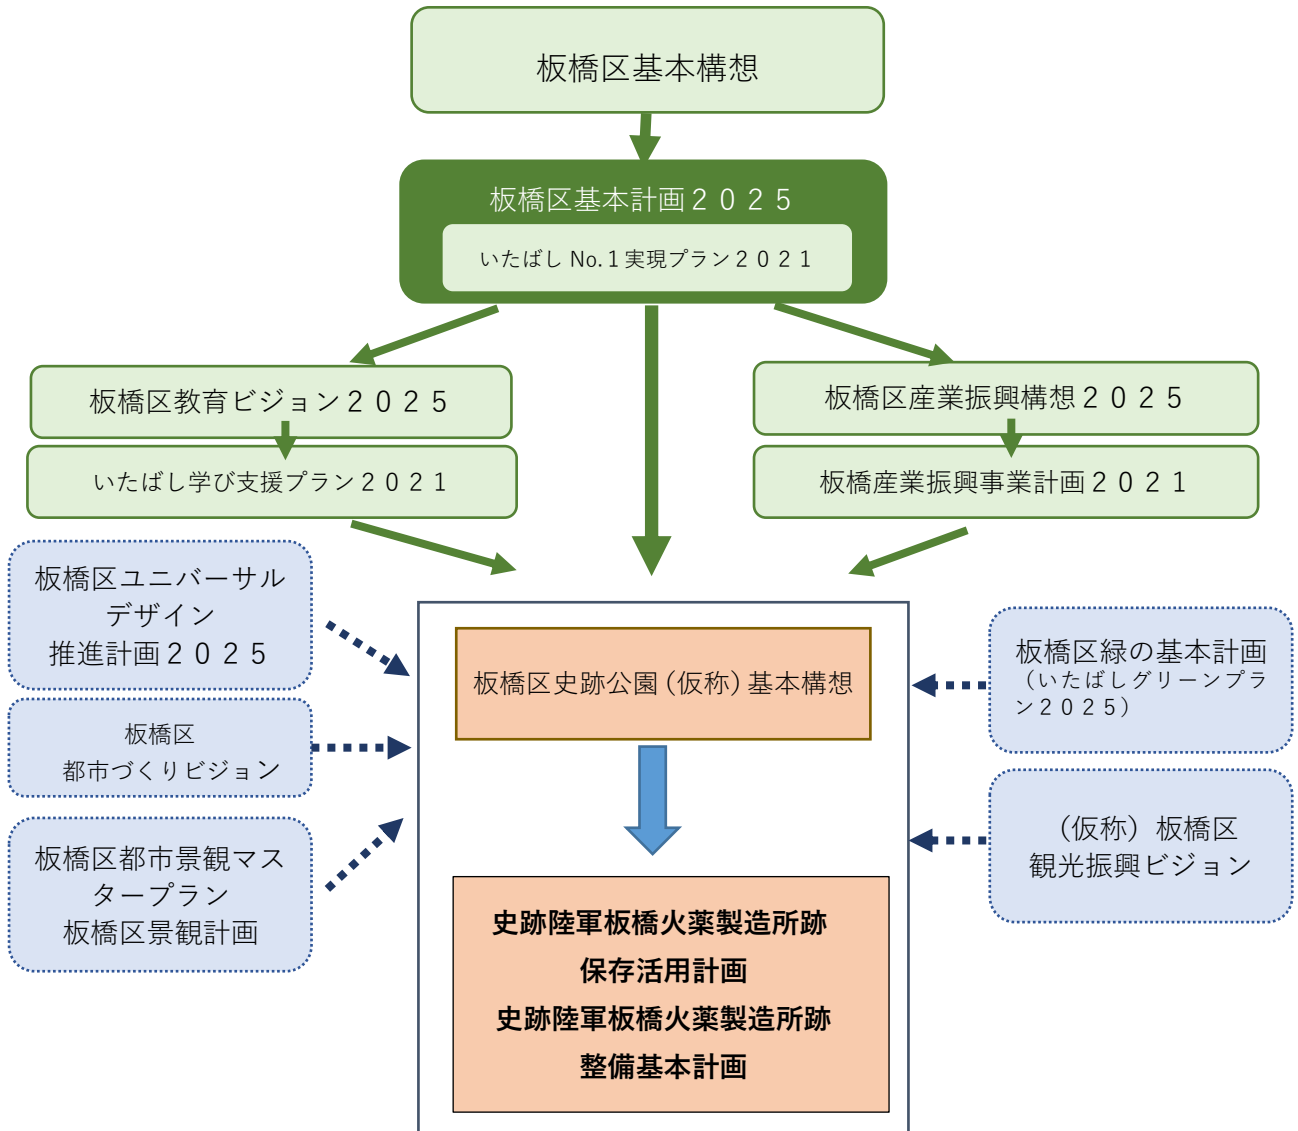 板橋区基本構想
板橋区基本計画２０２５
いたばし No.１実現プラン２０２１
板橋区教育ビジョン２０２５
いたばし学び支援プラン２０２１
板橋区産業振興構想２０２５
板橋産業振興事業計画２０２１
板橋区ユニバーサル
デザイン
推進計画２０２５
板橋区
都市づくりビジョン
板橋区都市景観マス
タープラン
板橋区景観計画
板橋区史跡公園（仮称）基本構想
史跡陸軍板橋火薬製造所跡
保存活用計画
史跡陸軍板橋火薬製造所跡
整備基本計画
板橋区緑の基本計画
（いたばしグリーンプラ
ン２０２５）
（仮称）板橋区
観光振興ビジョン